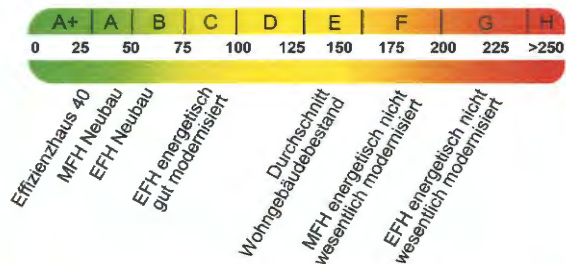 A+ A B C D E F G H
0 25 50 75 100 125 150 175 200 225 >250
Effizienzhaus 40
MFH Neubau
EFH Neubau
EFH energetisch
gut modernisiert
Durchschnitt
Wohngebäudebestand
MFH energetisch nicht
wesentlich modernisiert
EFH energetisch nicht
wesentlich modernisiert